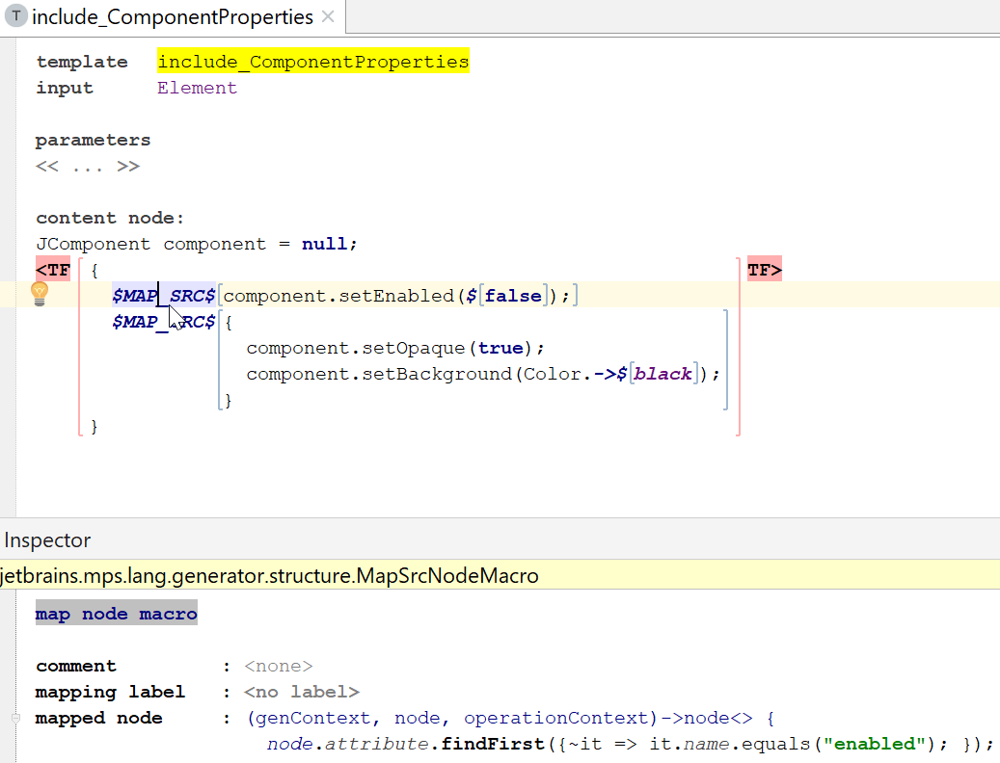 T include_ComponentProperties ×
template include_ComponentProperties
input Element
parameters
<< ... >>
content node:
JComponent component = null;
<TF { TF>
$MAP_SRC$ component.setEnabled($[false]);
$MAP_SRC$ {
component.setOpaque(true);
component.setBackground(Color.->$[black]);
}
}
Inspector
jetbrains.mps.lang.generator.structure.MapSrcNodeMacro
map node macro
comment : <none>
mapping label : <no label>
mapped node : (genContext, node, operationContext)->node<> {
node.attribute.findFirst({~it => it.name.equals("enabled"); });